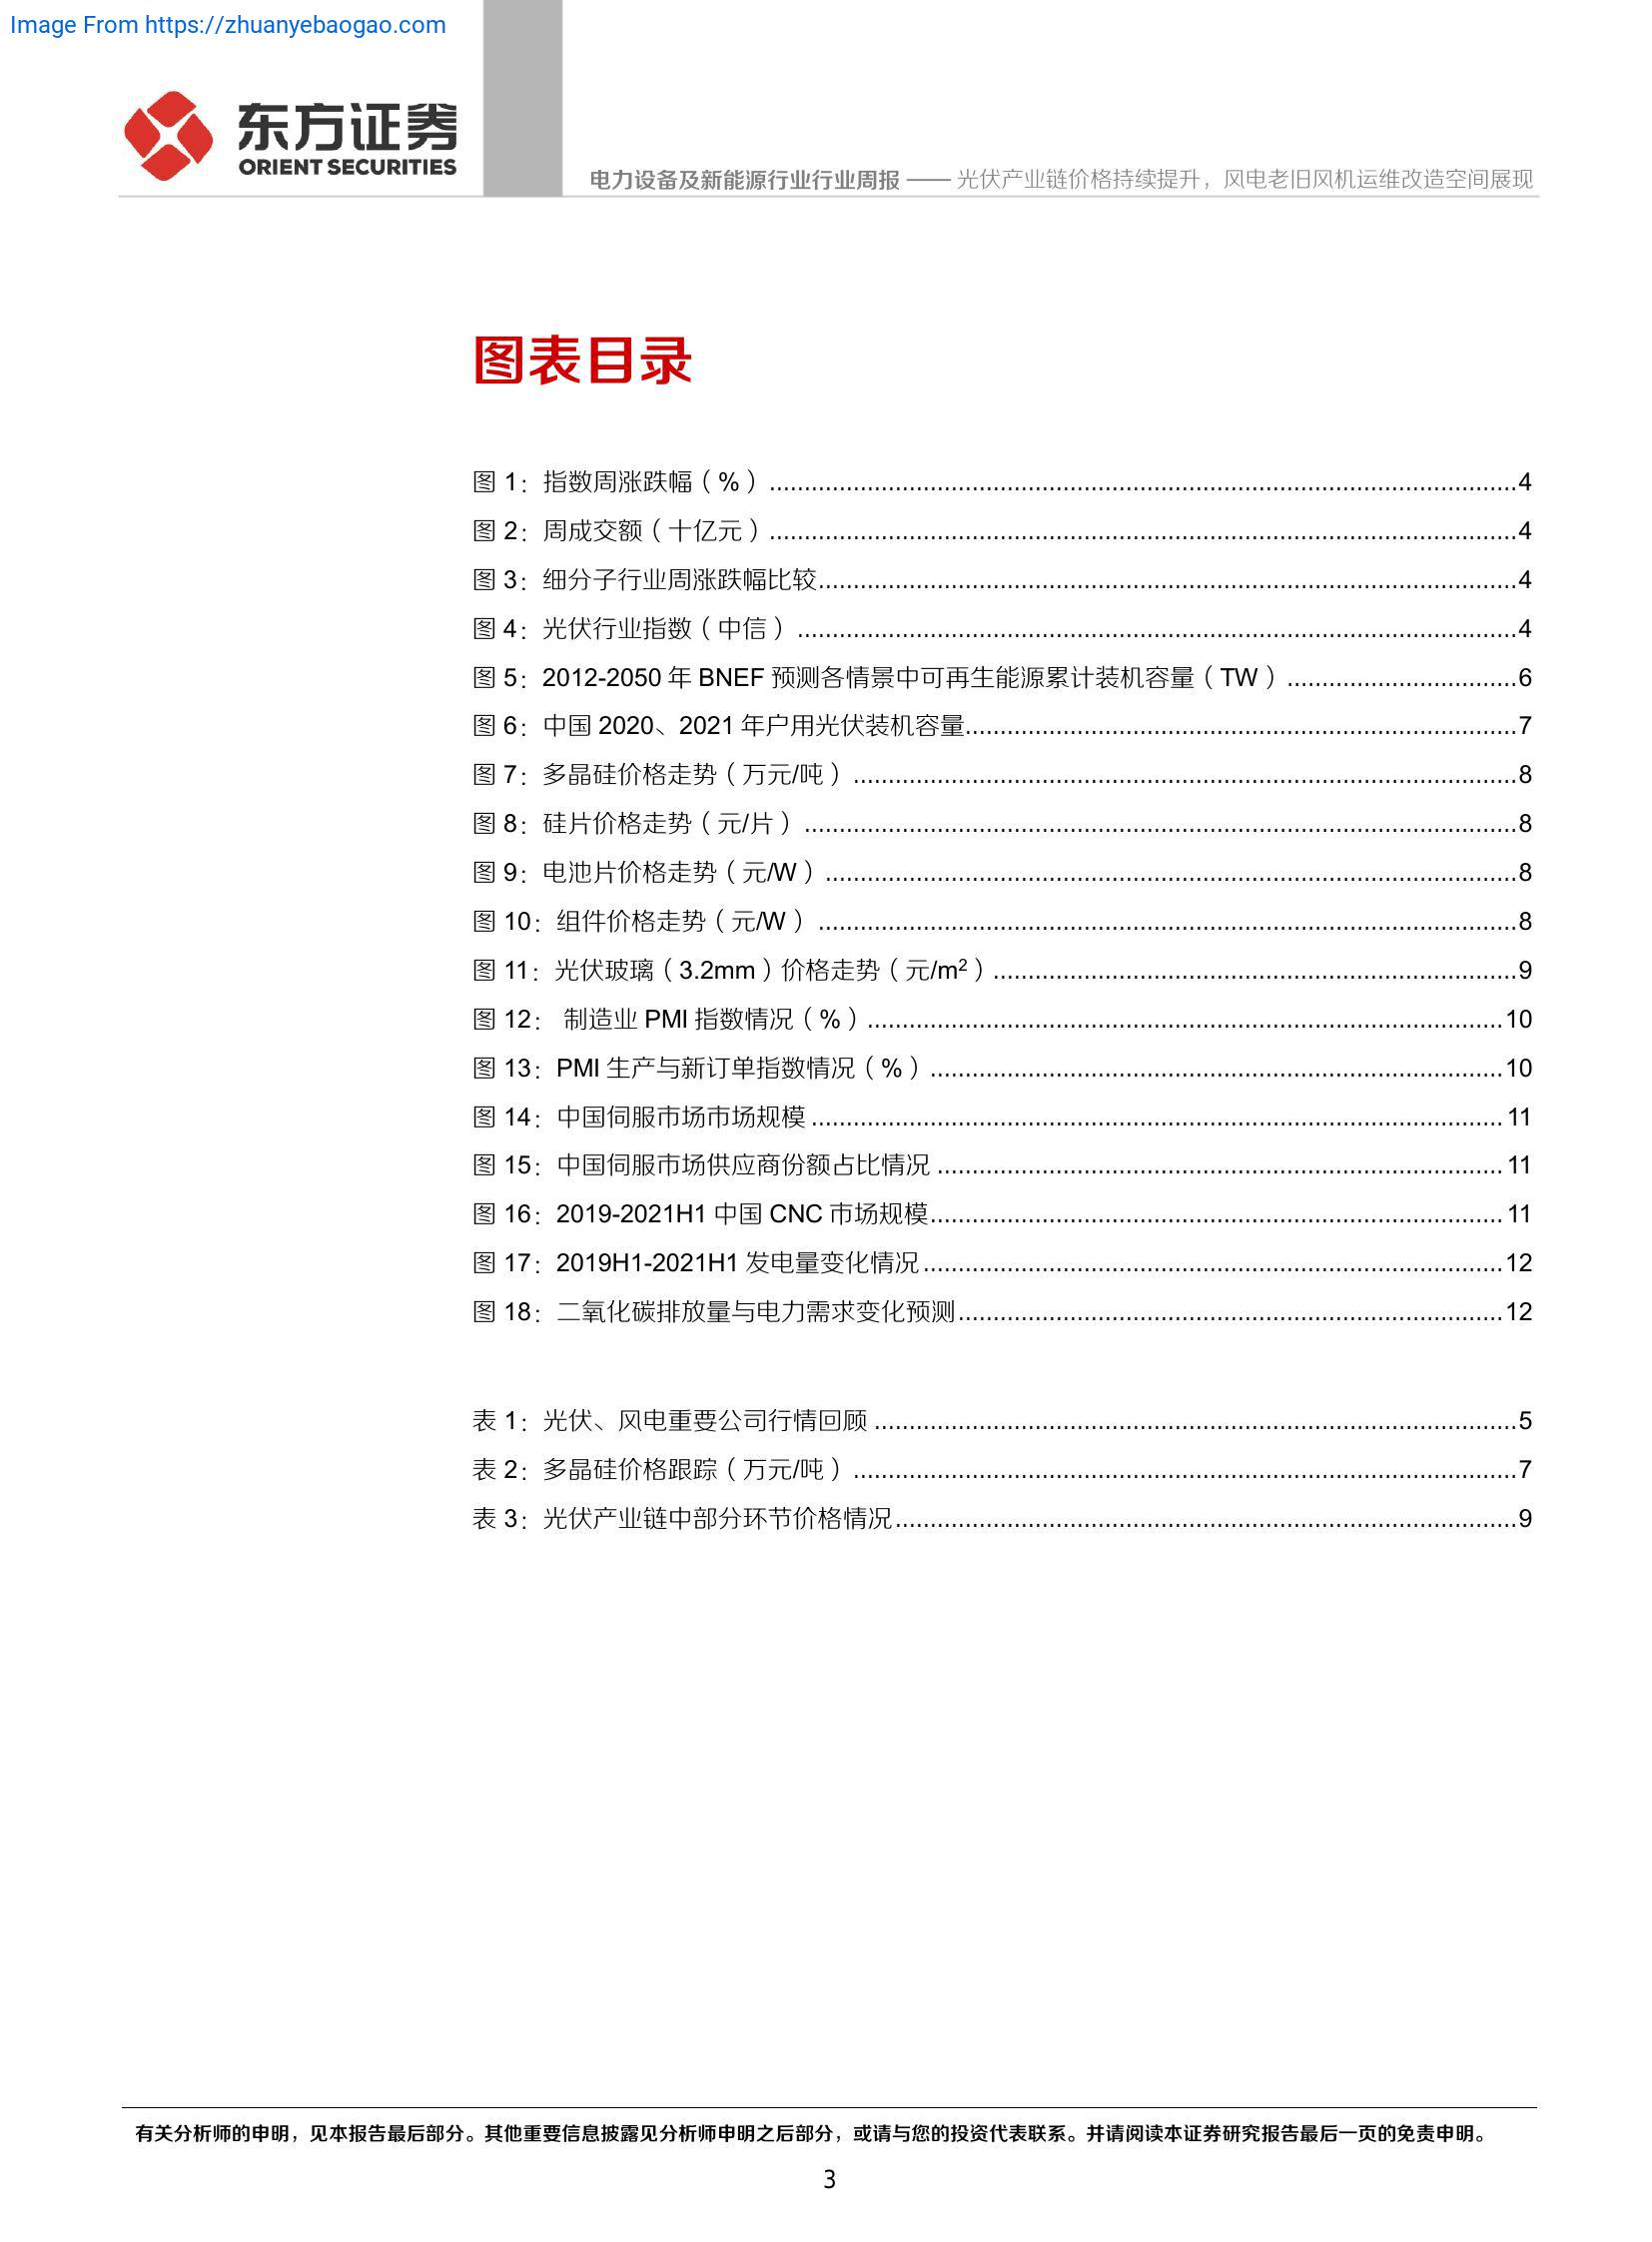 Image From https://zhuanyebaogao.com
东方证券
ORIENT SECURITIES
电力设备及新能源行业行业周报 —— 光伏产业链价格持续提升，风电老旧风机运维改造空间展现
图表目录
图 1：指数周涨跌幅（%）....................4
图 2：周成交额（十亿元）....................4
图 3：细分子行业周涨跌幅比较....................4
图 4：光伏行业指数（中信）....................4
图 5：2012-2050 年 BNEF 预测各情景中可再生能源累计装机容量（TW）....................6
图 6：中国 2020、2021 年户用光伏装机容量....................7
图 7：多晶硅价格走势（万元/吨）....................8
图 8：硅片价格走势（元/片）....................8
图 9：电池片价格走势（元/W）....................8
图 10：组件价格走势（元/W）....................8
图 11：光伏玻璃（3.2mm）价格走势（元/m²）....................9
图 12： 制造业 PMI 指数情况（%）....................10
图 13：PMI 生产与新订单指数情况（%）....................10
图 14：中国伺服市场市场规模....................11
图 15：中国伺服市场供应商份额占比情况....................11
图 16：2019-2021H1 中国 CNC 市场规模....................11
图 17：2019H1-2021H1 发电量变化情况....................12
图 18：二氧化碳排放量与电力需求变化预测....................12
表 1：光伏、风电重要公司行情回顾....................5
表 2：多晶硅价格跟踪（万元/吨）....................7
表 3：光伏产业链中部分环节价格情况....................9
有关分析师的申明，见本报告最后部分。其他重要信息披露见分析师申明之后部分，或请与您的投资代表联系。并请阅读本证券研究报告最后一页的免责申明。
3